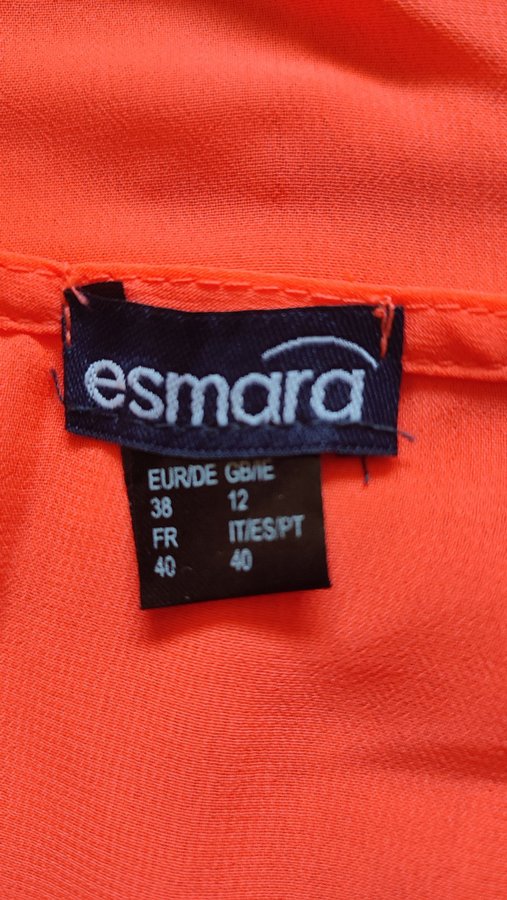 esmara
EUR/DE GB/IE
38 12
FR IT/ES/PT
40 40